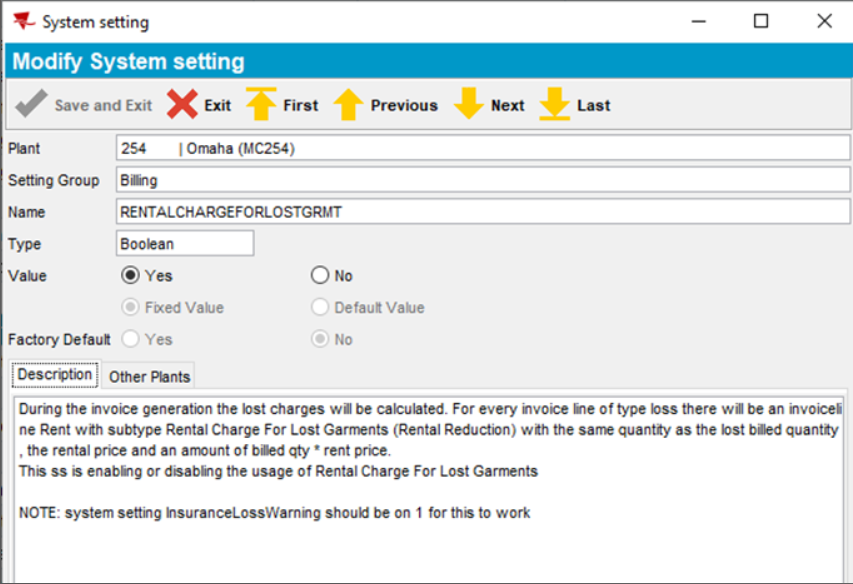 System setting
Modify System setting
Save and Exit Exit First Previous Next Last
Plant 254 | Omaha (MC254)
Setting Group Billing
Name RENTALCHARGEFORLOSTGRMT
Type Boolean
Value Yes No
Fixed Value Default Value
Factory Default Yes No
Description Other Plants
During the invoice generation the lost charges will be calculated. For every invoice line of type loss there will be an invoiceli
ne Rent with subtype Rental Charge For Lost Garments (Rental Reduction) with the same quantity as the lost billed quantity
, the rental price and an amount of billed qty * rent price.
This ss is enabling or disabling the usage of Rental Charge For Lost Garments
NOTE: system setting InsuranceLossWarning should be on 1 for this to work